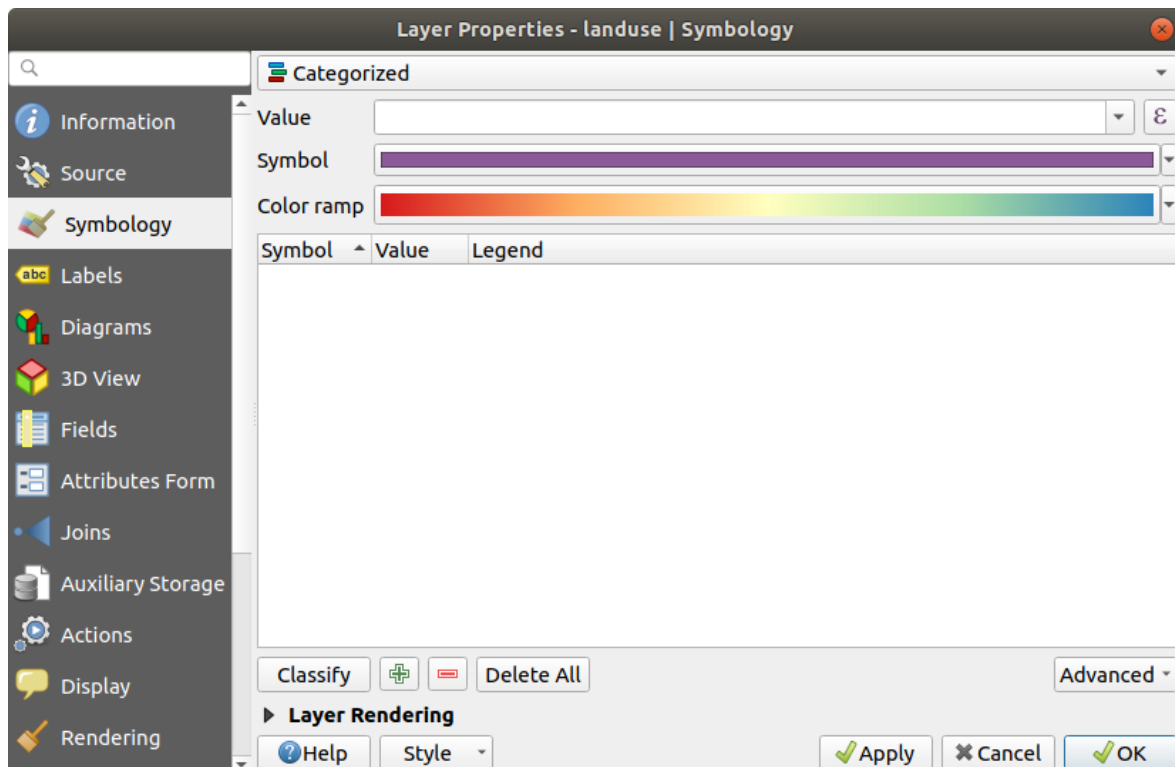 Layer Properties - landuse | Symbology
Information
Source
Symbology
Labels
Diagrams
3D View
Fields
Attributes Form
Joins
Auxiliary Storage
Actions
Display
Rendering
Categorized
Value
ε
Symbol
Color ramp
Symbol Value Legend
Classify Delete All Advanced
Layer Rendering
Help Style Apply Cancel OK
abc